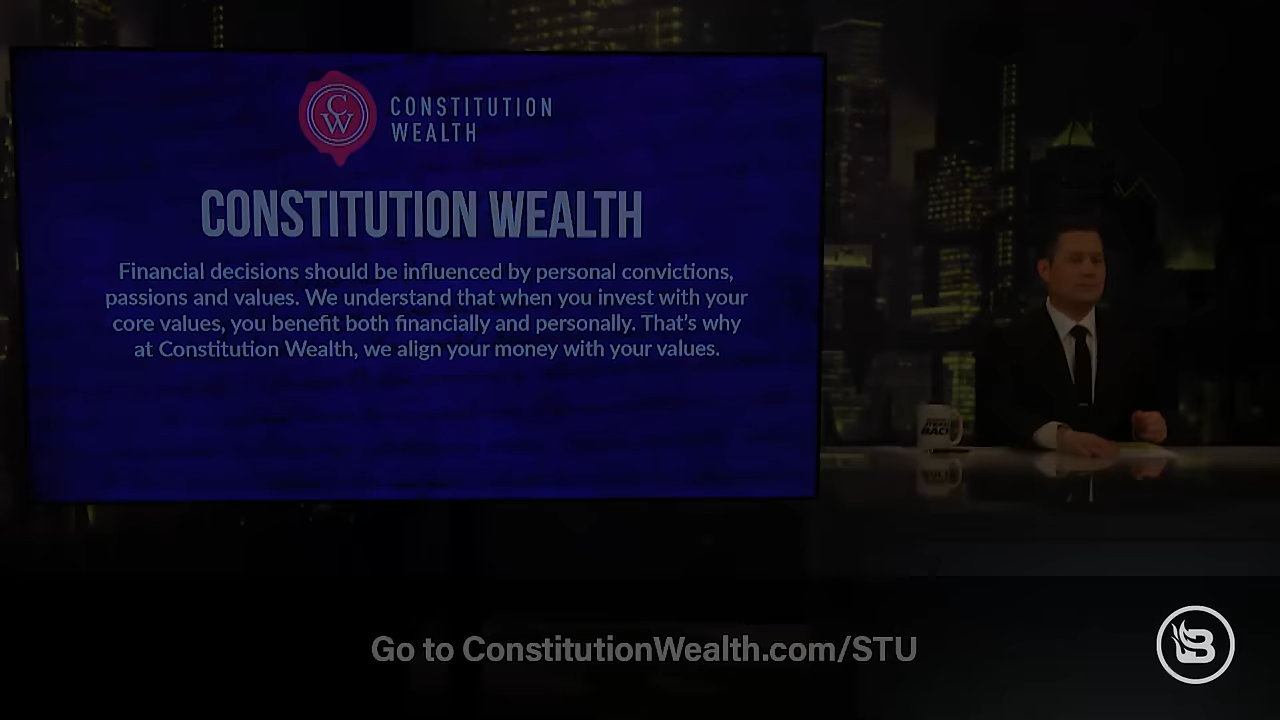 CW
CONSTITUTION
WEALTH
CONSTITUTION WEALTH
Financial decisions should be influenced by personal convictions,
passions and values. We understand that when you invest with your
core values, you benefit both financially and personally. That's why
at Constitution Wealth, we align your money with your values.
BACK
Go to ConstitutionWealth.com/STU
B